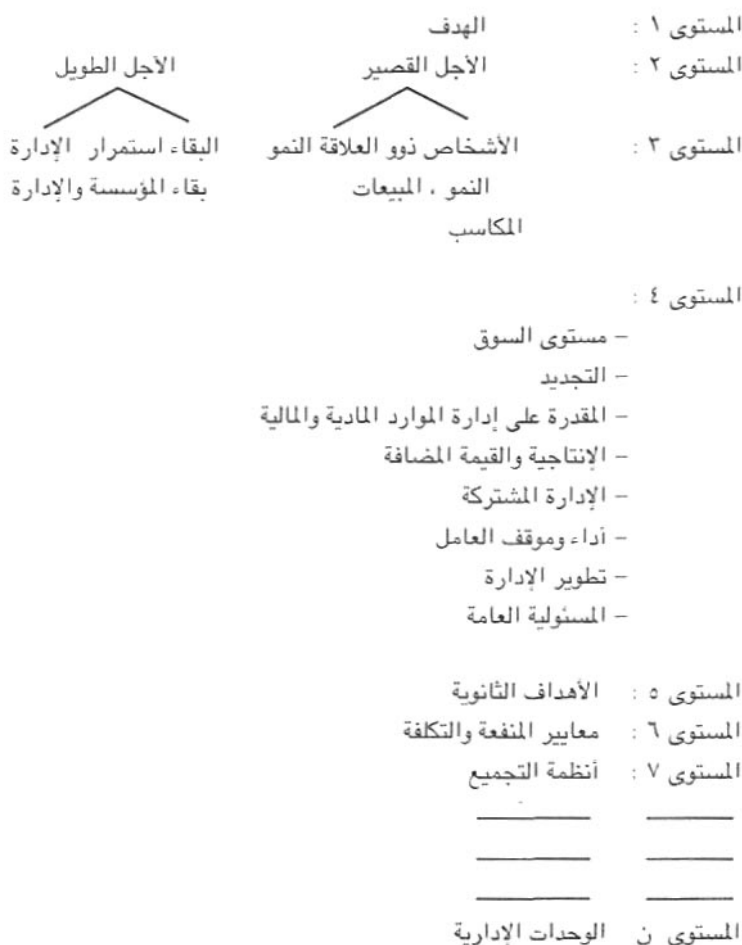 المستوى ١ : الهدف
المستوى ٢ : الأجل القصير الأجل الطويل
المستوى ٣ : الأشخاص ذوو العلاقة النمو البقاء استمرار الإدارة
النمو ، المبيعات بقاء المؤسسة والإدارة
المكاسب
المستوى ٤ :
– مستوى السوق
– التجديد
– المقدرة على إدارة الموارد المادية والمالية
– الإنتاجية والقيمة المضافة
– الإدارة المشتركة
– أداء وموقف العامل
– تطوير الإدارة
– المسئولية العامة
المستوى ٥ : الأهداف الثانوية
المستوى ٦ : معايير المنفعة والتكلفة
المستوى ٧ : أنظمة التجميع
المستوى ن الوحدات الإدارية